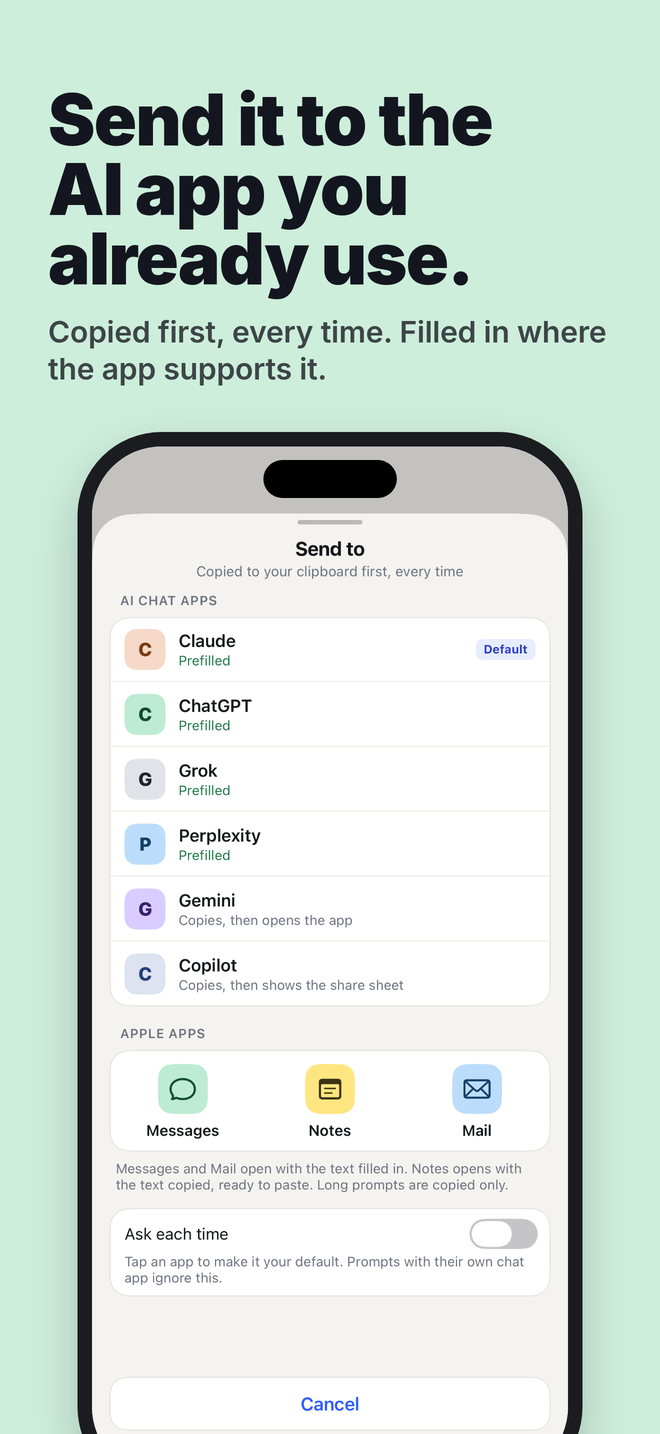 Send it to the
AI app you
already use.
Copied first, every time. Filled in where
the app supports it.
Send to
Copied to your clipboard first, every time
AI CHAT APPS
C
Claude
Prefilled
Default
C
ChatGPT
Prefilled
G
Grok
Prefilled
P
Perplexity
Prefilled
G
Gemini
Copies, then opens the app
C
Copilot
Copies, then shows the share sheet
APPLE APPS
Messages
Notes
Mail
Messages and Mail open with the text filled in. Notes opens with
the text copied, ready to paste. Long prompts are copied only.
Ask each time
Tap an app to make it your default. Prompts with their own chat
app ignore this.
Cancel